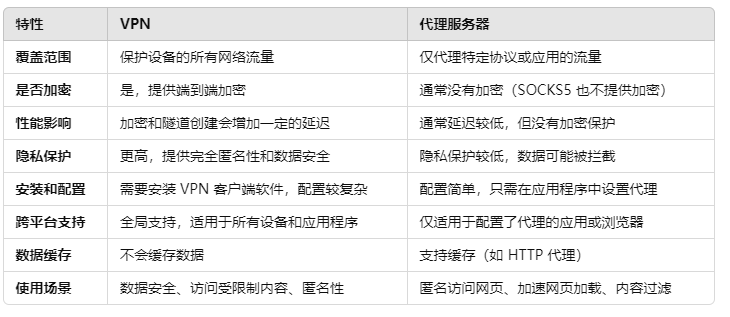 特性 VPN 代理服务器
覆盖范围 保护设备的所有网络流量 仅代理特定协议或应用的流量
是否加密 是，提供端到端加密 通常没有加密（SOCKS5 也不提供加密）
性能影响 加密和隧道创建会增加一定的延迟 通常延迟较低，但没有加密保护
隐私保护 更高，提供完全匿名性和数据安全 隐私保护较低，数据可能被拦截
安装和配置 需要安装 VPN 客户端软件，配置较复杂 配置简单，只需在应用程序中设置代理
跨平台支持 全局支持，适用于所有设备和应用程序 仅适用于配置了代理的应用或浏览器
数据缓存 不会缓存数据 支持缓存（如 HTTP 代理）
使用场景 数据安全、访问受限制内容、匿名性 匿名访问网页、加速网页加载、内容过滤